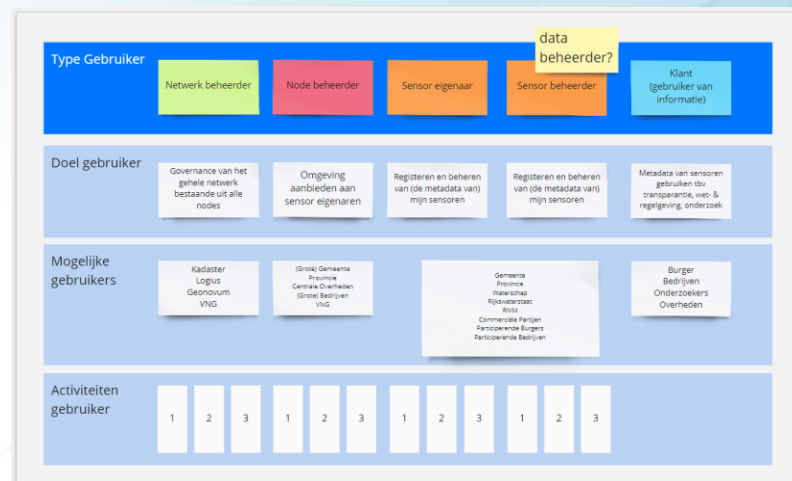 data
beheerder?
Type Gebruiker
Netwerk beheerder
Node beheerder
Sensor eigenaar
Sensor beheerder
Klant
(gebruiker van
informatie)
Doel gebruiker
Governance van het
gehele netwerk
bestaande uit alle
nodes
Omgeving
aanbieden aan
sensor eigenaren
Registeren en beheren
van (de metadata van)
mijn sensoren
Registeren en beheren
van (de metadata van)
mijn sensoren
Metadata van sensoren
gebruiken tbv
transparantie, wet- &
regelgeving, onderzoek
Mogelijke
gebruikers
Kadaster
Logius
Geonovum
VNG
(Grote) Gemeente
Provincie
Centrale Overheden
(Grote) Bedrijven
VNG
Gemeente
Provincie
Waterschap
Rijkswaterstaat
RIVM
Commerciële Partijen
Participerende Burgers
Participerende Bedrijven
Burger
Bedrijven
Onderzoekers
Overheden
Activiteiten
gebruiker
1 2 3 1 2 3 1 2 3 1 2 3